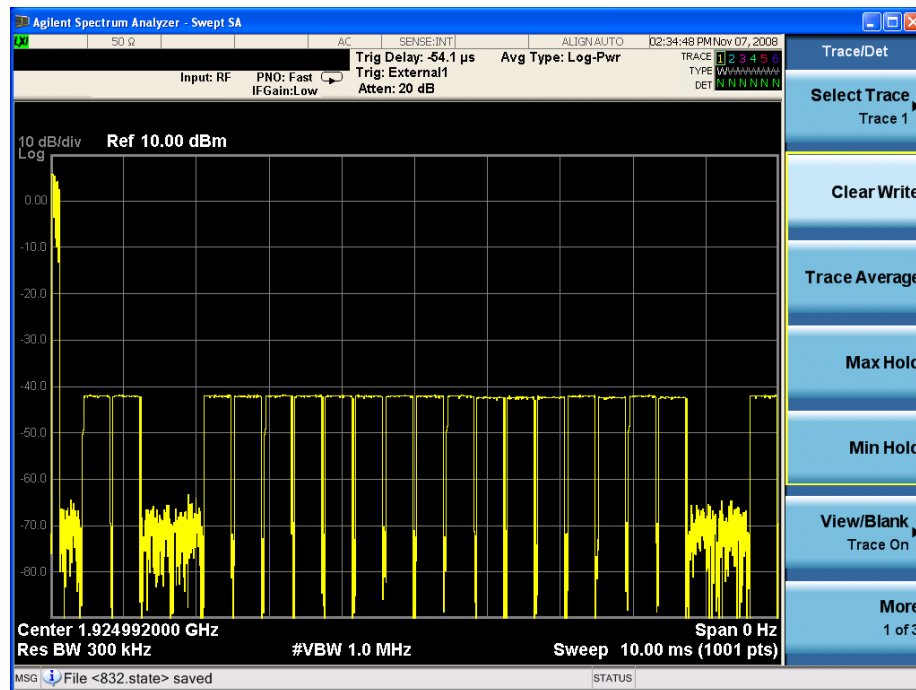 Agilent Spectrum Analyzer - Swept SA
LXI 50 Ω AC SENSE:INT ALIGN AUTO 02:34:48 PM Nov 07, 2008
Trig Delay: -54.1 µs Avg Type: Log-Pwr TRACE 1 2 3 4 5 6
Input: RF PNO: Fast Trig: External1 TYPE WWWWWW
IFGain:Low Atten: 20 dB DET N N N N N N
10 dB/div Ref 10.00 dBm
Log
0.00
-10.0
-20.0
-30.0
-40.0
-50.0
-60.0
-70.0
-80.0
Center 1.924992000 GHz Span 0 Hz
Res BW 300 kHz #VBW 1.0 MHz Sweep 10.00 ms (1001 pts)
MSG File <832.state> saved STATUS
Trace/Det
Select Trace
Trace 1
Clear Write
Trace Average
Max Hold
Min Hold
View/Blank
Trace On
More
1 of 3